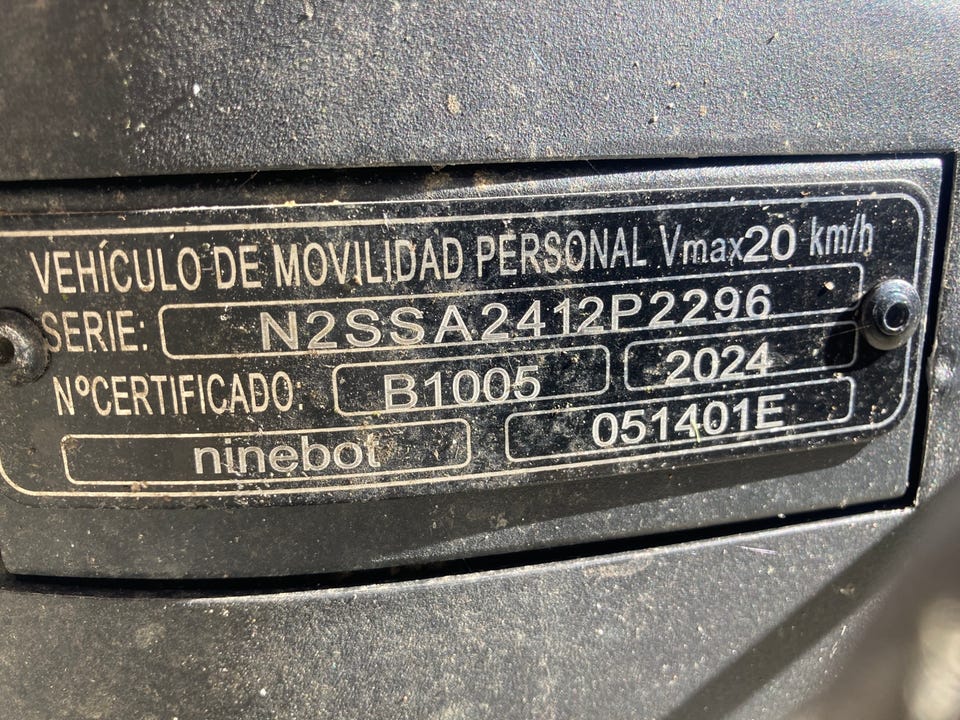 VEHÍCULO DE MOVILIDAD PERSONAL Vmax20 km/h
SERIE: N2SSA2412P2296
NºCERTIFICADO: B1005 2024
ninebot 051401E